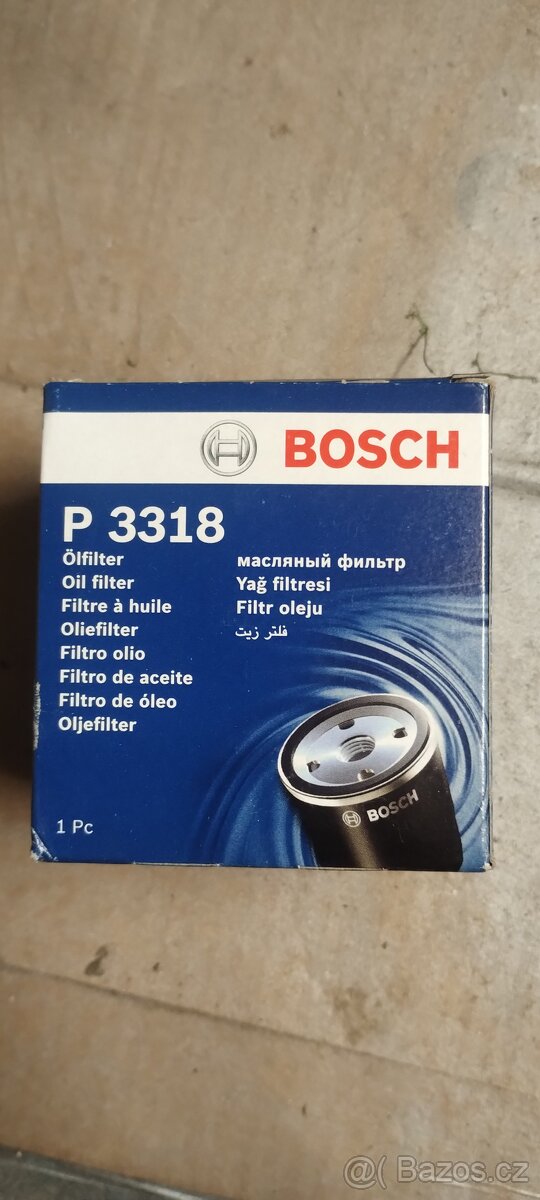 BOSCH
P 3318
Ölfilter
Oil filter
Filtre à huile
Oliefilter
Filtro olio
Filtro de aceite
Filtro de óleo
Oljefilter
масляный фильтр
Yağ filtresi
Filtr oleju
فلتر زيت
BOSCH
1 Pc
@ Bazos.cz